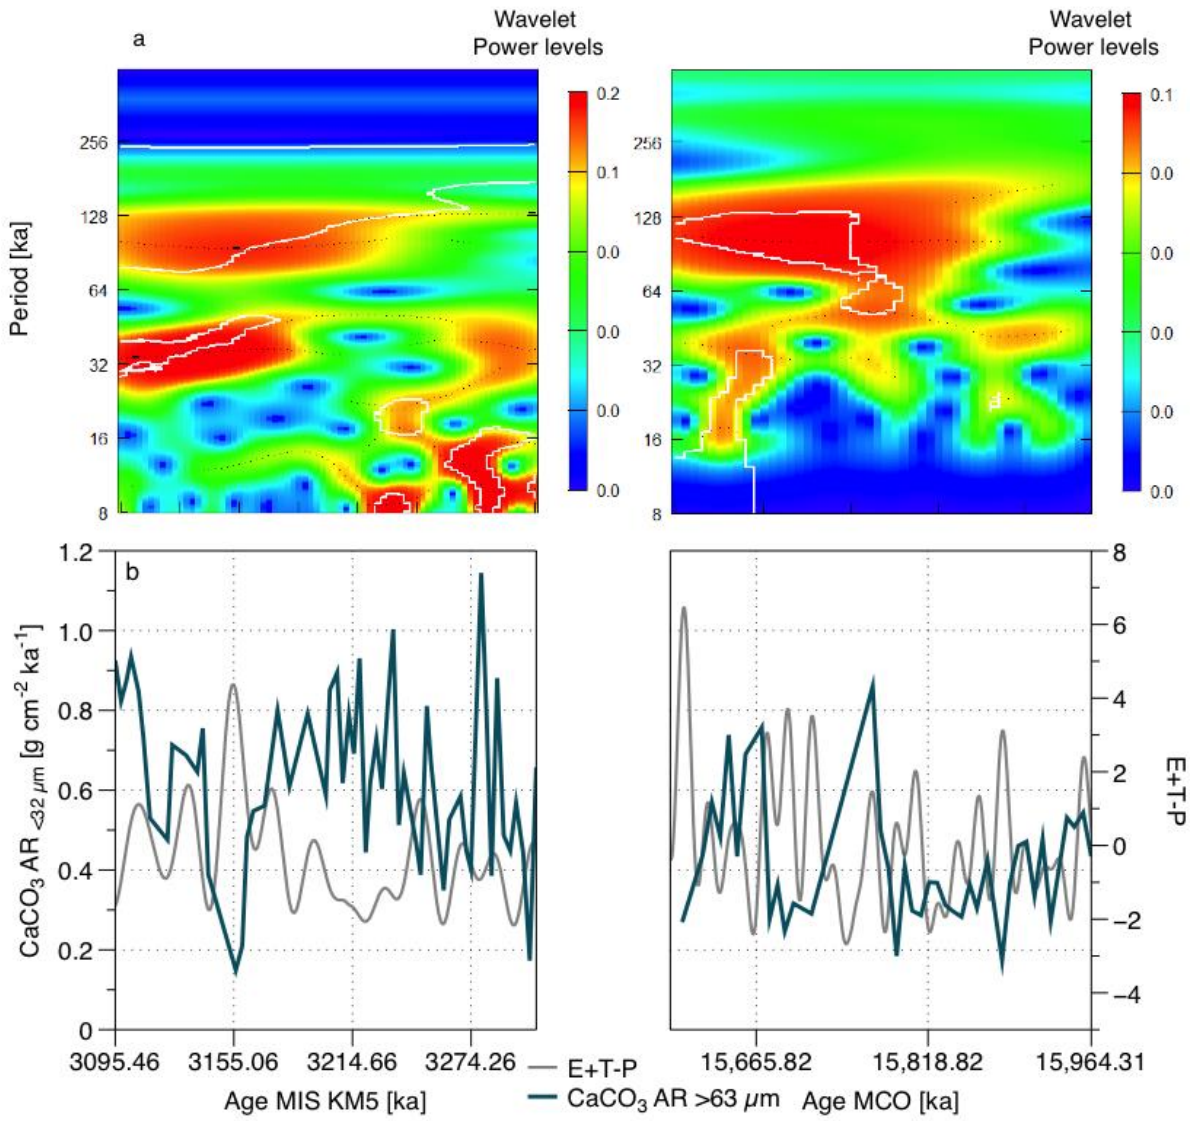 a
Wavelet
Power levels
Wavelet
Power levels
Period [ka]
256
128
64
32
16
8
0.2
0.1
0.0
0.0
0.0
0.0
256
128
64
32
16
8
0.1
0.0
0.0
0.0
0.0
0.0
b
CaCO3 AR <32 µm [g cm-2 ka-1]
1.2
1.0
0.8
0.6
0.4
0.2
0
8
6
4
2
0
−2
−4
E+T-P
3095.46 3155.06 3214.66 3274.26
15,665.82 15,818.82 15,964.31
E+T-P
Age MIS KM5 [ka]
CaCO3 AR >63 µm
Age MCO [ka]